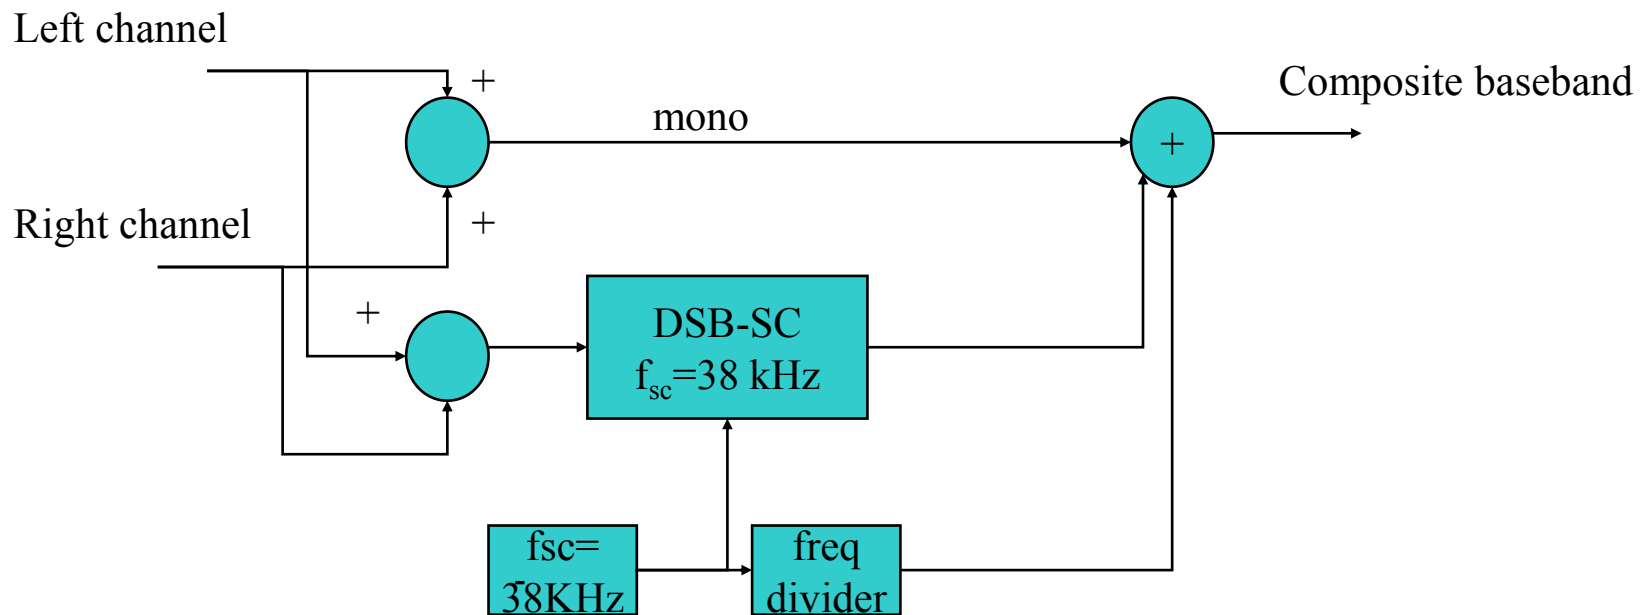 Left channel
+
mono
Composite baseband
+
Right channel
+
+
DSB-SC
fsc=38 kHz
fsc=
-
38KHz
freq
divider